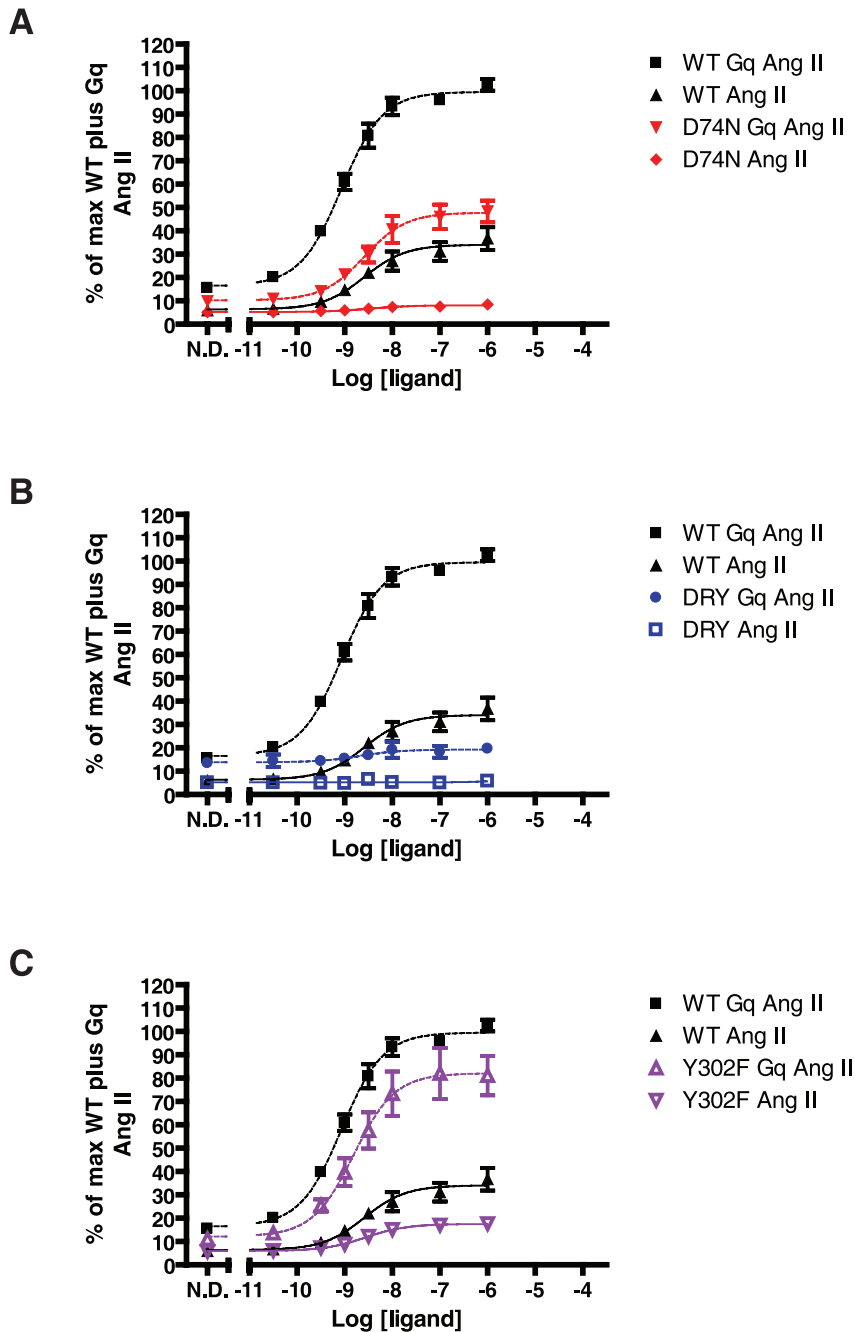 A
120
110
100
90
80
70
60
50
40
30
20
10
0
% of max WT plus Gq
Ang II
N.D. -11 -10 -9 -8 -7 -6 -5 -4
Log [ligand]
WT Gq Ang II
WT Ang II
D74N Gq Ang II
D74N Ang II
B
120
110
100
90
80
70
60
50
40
30
20
10
0
% of max WT plus Gq
Ang II
N.D. -11 -10 -9 -8 -7 -6 -5 -4
Log [ligand]
WT Gq Ang II
WT Ang II
DRY Gq Ang II
DRY Ang II
C
120
110
100
90
80
70
60
50
40
30
20
10
0
% of max WT plus Gq
Ang II
N.D. -11 -10 -9 -8 -7 -6 -5 -4
Log [ligand]
WT Gq Ang II
WT Ang II
Y302F Gq Ang II
Y302F Ang II